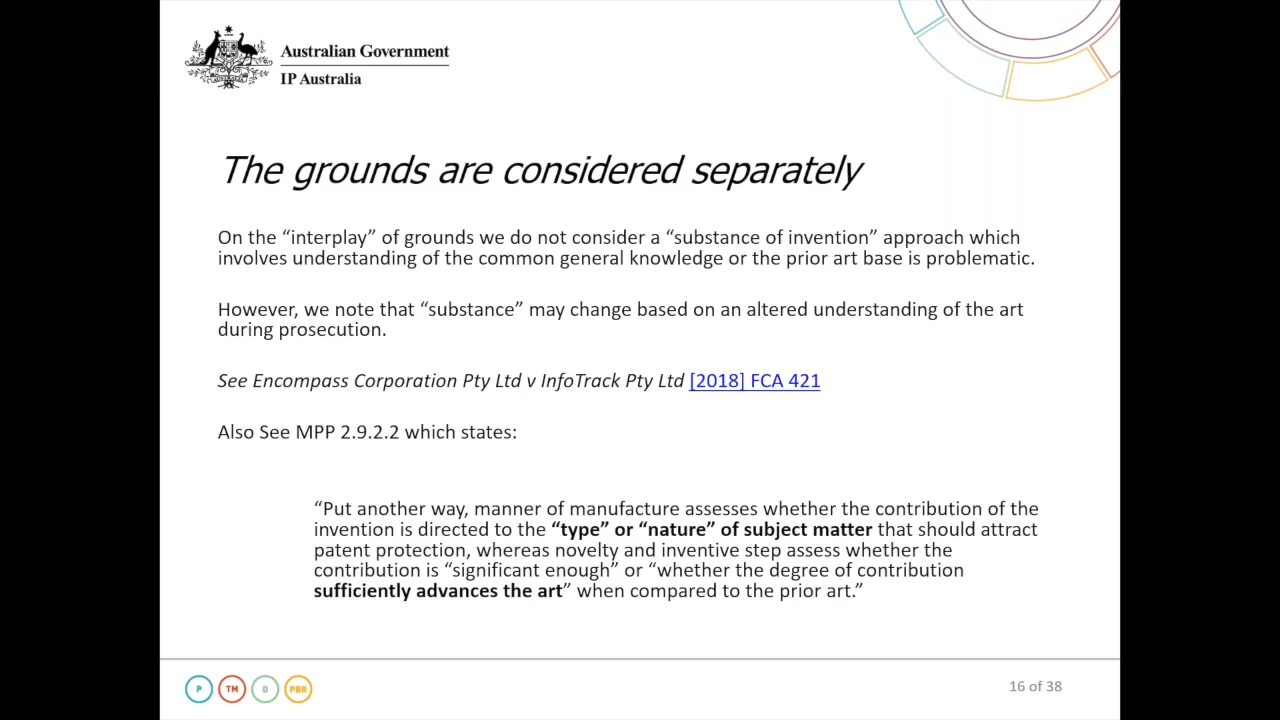 Australian Government
IP Australia
The grounds are considered separately
On the “interplay” of grounds we do not consider a “substance of invention” approach which
involves understanding of the common general knowledge or the prior art base is problematic.
However, we note that “substance” may change based on an altered understanding of the art
during prosecution.
See Encompass Corporation Pty Ltd v InfoTrack Pty Ltd [2018] FCA 421
Also See MPP 2.9.2.2 which states:
“Put another way, manner of manufacture assesses whether the contribution of the
invention is directed to the “type” or “nature” of subject matter that should attract
patent protection, whereas novelty and inventive step assess whether the
contribution is “significant enough” or “whether the degree of contribution
sufficiently advances the art” when compared to the prior art.”
P TM D PBR
16 of 38